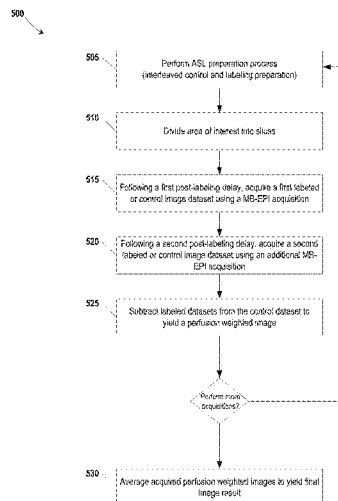 500
505
Perform ASL preparation process
(interleaved control and labeling preparation)
510
Divide area of interest into slices
515
Following a first post-labeling delay, acquire a first labeled
or control image dataset using a MB-EPI acquisition
520
Following a second post-labeling delay, acquire a second
labeled or control image dataset using an additional MB-
EPI acquisition
525
Subtract labeled datasets from the control dataset to
yield a perfusion weighted image
Perform more
acquisitions?
530
Average acquired perfusion weighted images to yield final
image result